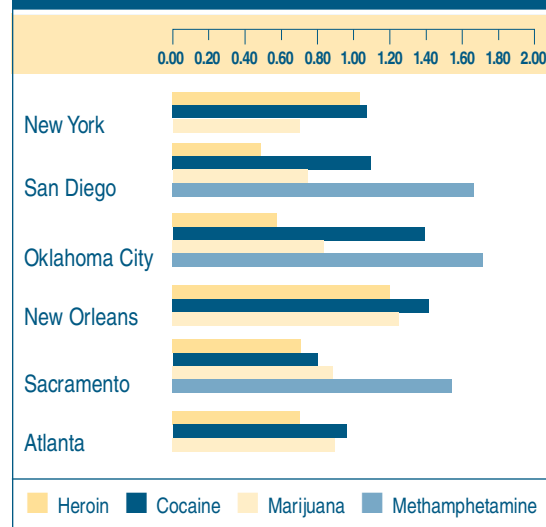 0.00 0.20 0.40 0.60 0.80 1.00 1.20 1.40 1.60 1.80 2.00
New York
San Diego
Oklahoma City
New Orleans
Sacramento
Atlanta
Heroin Cocaine Marijuana Methamphetamine